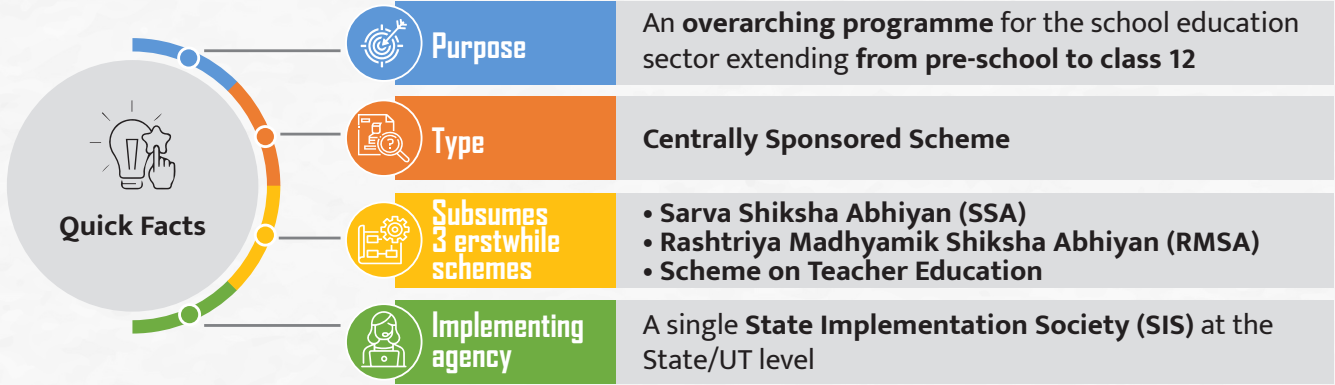 Quick Facts
Purpose
An overarching programme for the school education
sector extending from pre-school to class 12
Type
Centrally Sponsored Scheme
Subsumes
3 erstwhile
schemes
• Sarva Shiksha Abhiyan (SSA)
• Rashtriya Madhyamik Shiksha Abhiyan (RMSA)
• Scheme on Teacher Education
Implementing
agency
A single State Implementation Society (SIS) at the
State/UT level